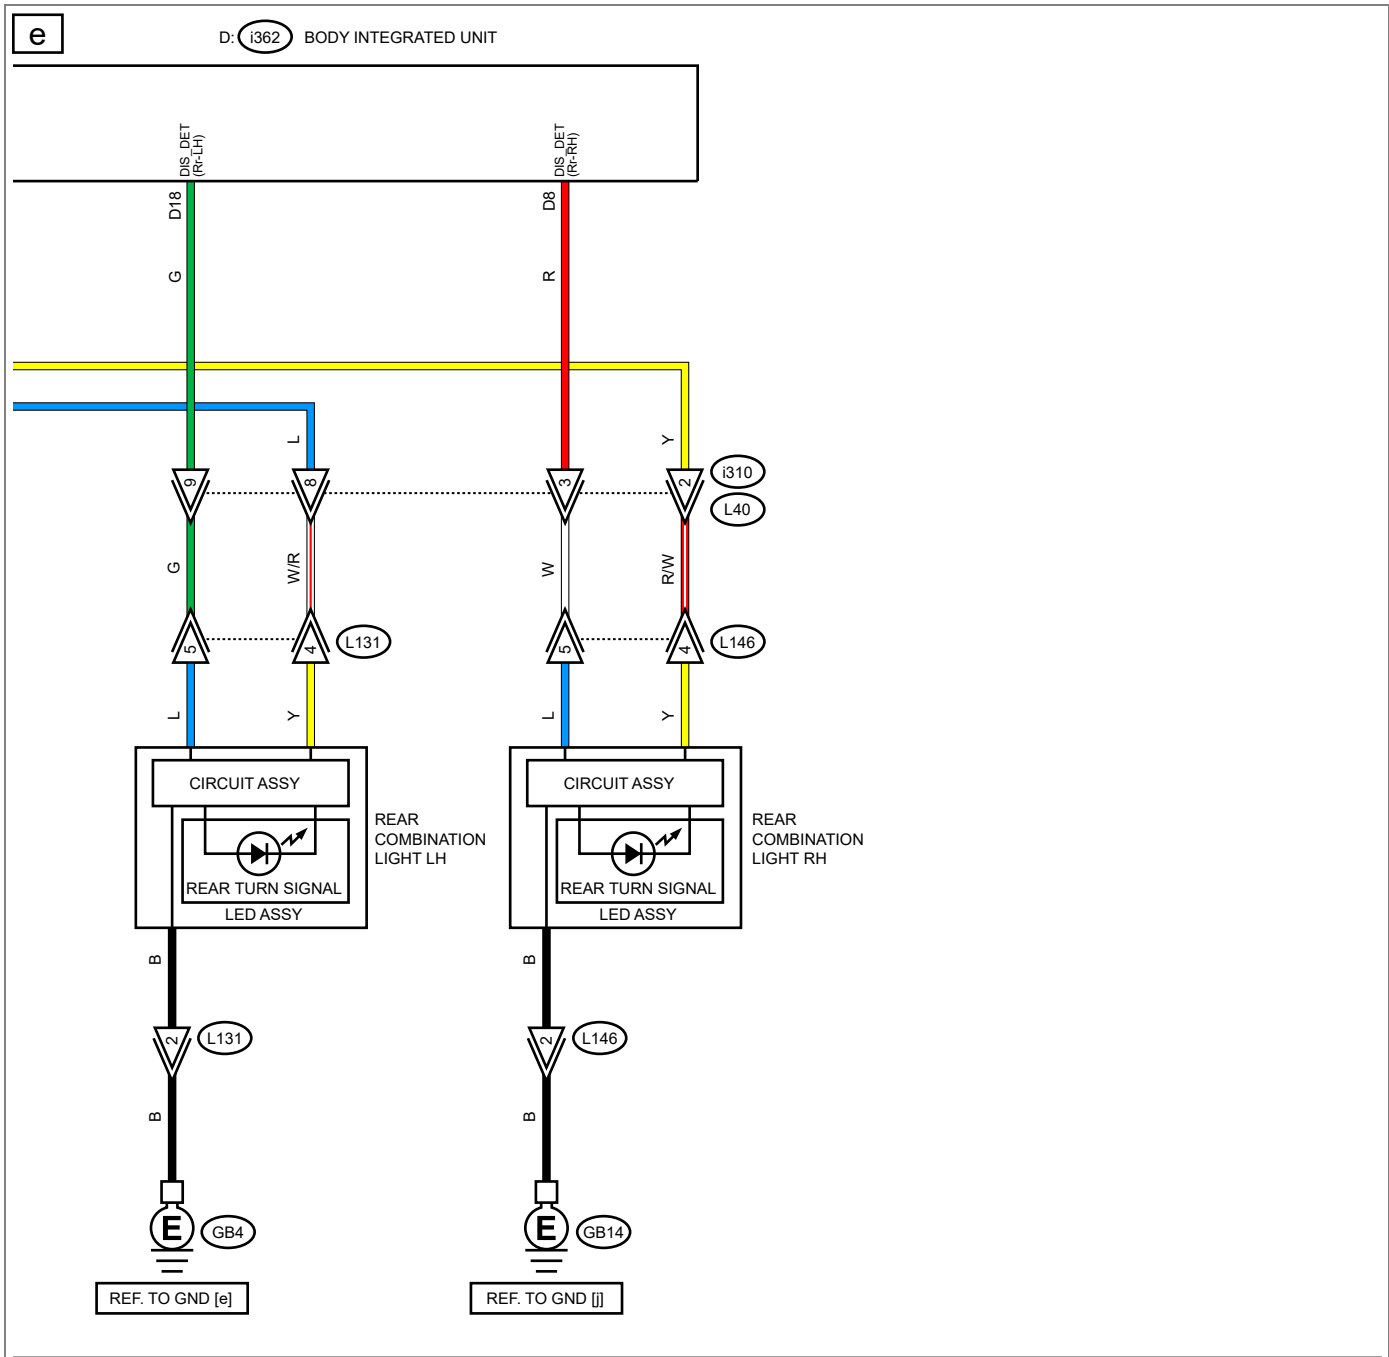 e
D: i362 BODY INTEGRATED UNIT
DIS_DET
(Rr-LH)
DIS_DET
(Rr-RH)
D18
D8
G
R
L
Y
9
8
3
2
i310
L40
G
W/R
W
R/W
5
4
L131
5
4
L146
L
Y
L
Y
CIRCUIT ASSY
REAR TURN SIGNAL
LED ASSY
REAR
COMBINATION
LIGHT LH
CIRCUIT ASSY
REAR TURN SIGNAL
LED ASSY
REAR
COMBINATION
LIGHT RH
B
B
2
L131
2
L146
B
B
E
GB4
E
GB14
REF. TO GND [e]
REF. TO GND [j]